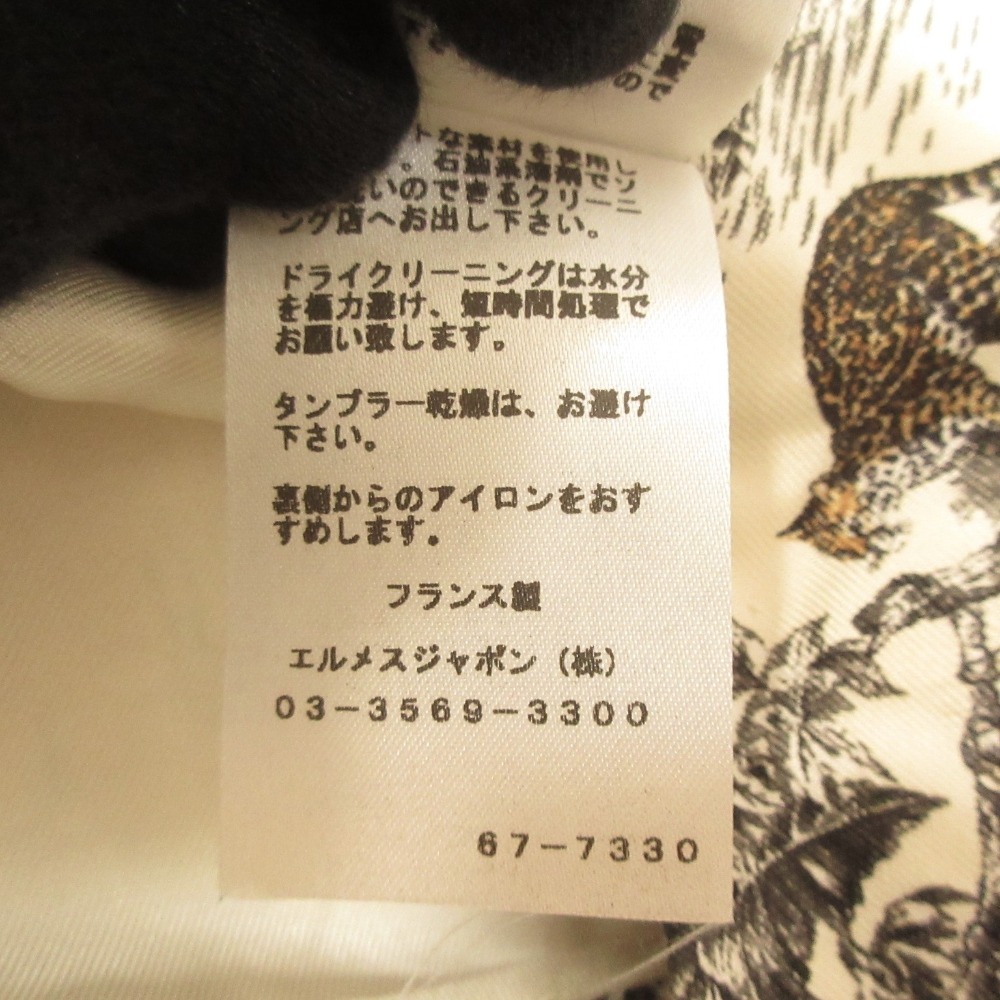 トな素材を使用し
。石油系溶剤でソ
いのできるクリーニ
ング店へお出し下さい。
ドライクリーニングは水分
を極力避け、短時間処理で
お願い致します。
タンブラー乾燥は、お避け
下さい。
裏側からのアイロンをおす
すめします。
フランス製
エルメスジャポン（株）
03-3569-3300
67-7330